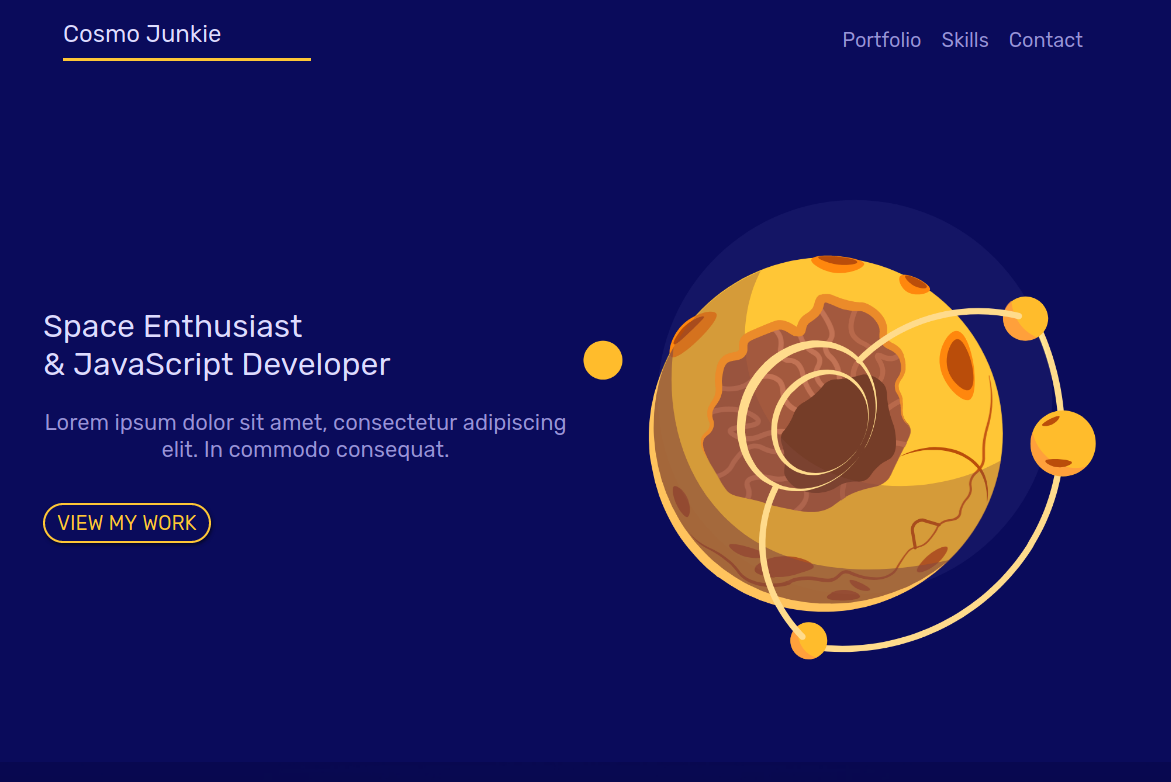 Cosmo Junkie
Portfolio Skills Contact
Space Enthusiast
& JavaScript Developer
Lorem ipsum dolor sit amet, consectetur adipiscing
elit. In commodo consequat.
VIEW MY WORK